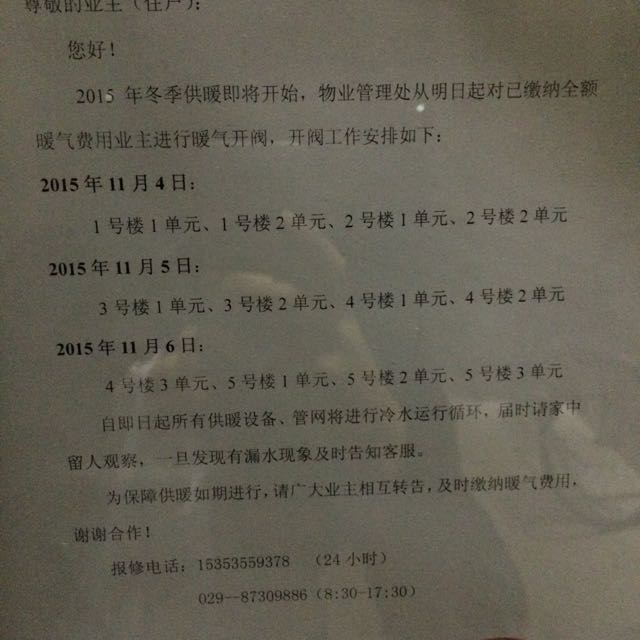 尊敬的业主（住户）：
您好！
2015 年冬季供暖即将开始，物业管理处从明日起对已缴纳全额
暖气费用业主进行暖气开阀，开阀工作安排如下：
2015 年 11 月 4 日：
1 号楼 1 单元、1 号楼 2 单元、2 号楼 1 单元、2 号楼 2 单元
2015 年 11 月 5 日：
3 号楼 1 单元、3 号楼 2 单元、4 号楼 1 单元、4 号楼 2 单元
2015 年 11 月 6 日：
4 号楼 3 单元、5 号楼 1 单元、5 号楼 2 单元、5 号楼 3 单元
自即日起所有供暖设备、管网将进行冷水运行循环，届时请家中
留人观察，一旦发现有漏水现象及时告知客服。
为保障供暖如期进行，请广大业主相互转告，及时缴纳暖气费用，
谢谢合作！
报修电话：15353559378 （24 小时）
029--87309886（8:30-17:30）